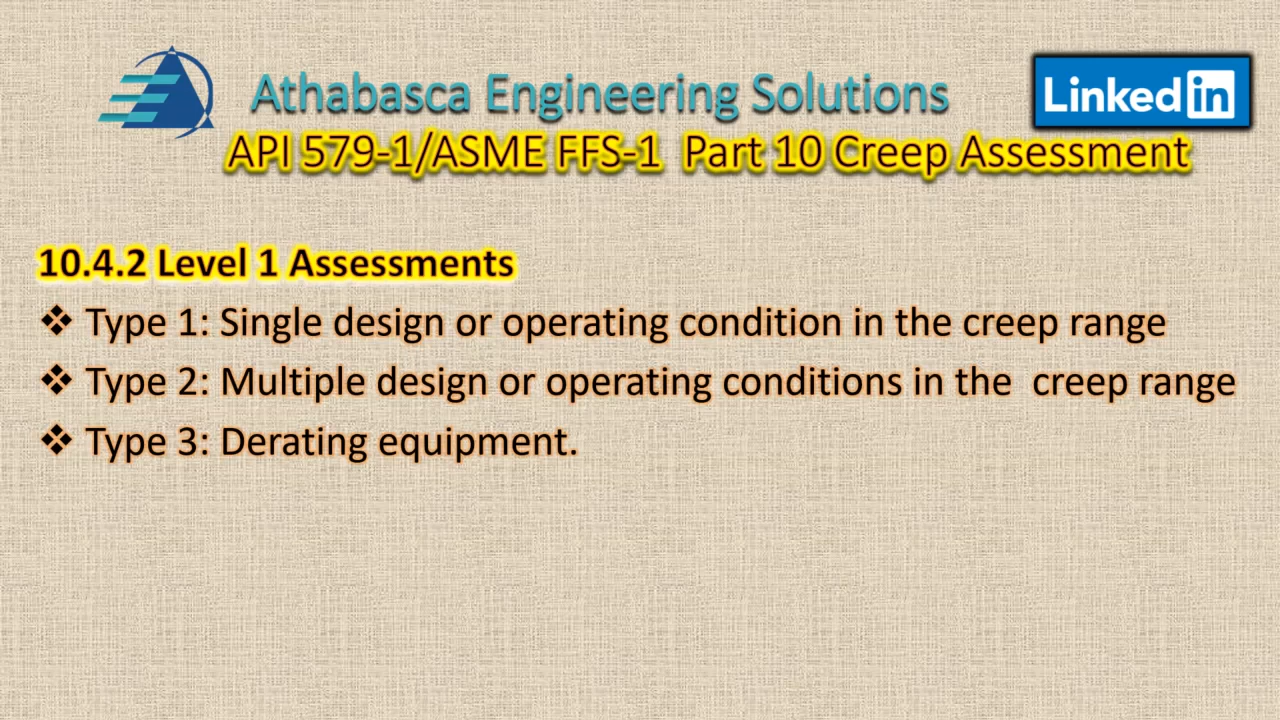 Athabasca Engineering Solutions
Linked in
API 579-1/ASME FFS-1 Part 10 Creep Assessment
10.4.2 Level 1 Assessments
❖ Type 1: Single design or operating condition in the creep range
❖ Type 2: Multiple design or operating conditions in the creep range
❖ Type 3: Derating equipment.